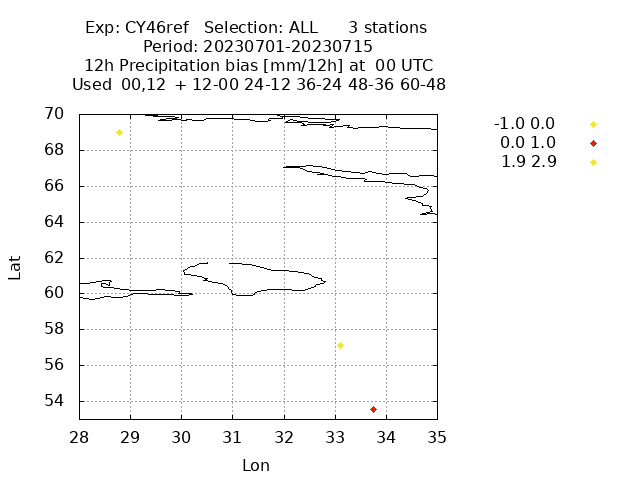 Exp: CY46ref   Selection: ALL      3 stations
Period: 20230701-20230715
12h Precipitation bias [mm/12h] at  00 UTC
Used  00,12  + 12-00 24-12 36-24 48-36 60-48
-1.0 0.0
0.0 1.0
1.9 2.9
70
68
66
64
62
60
58
56
54
Lat
28 29 30 31 32 33 34 35
Lon